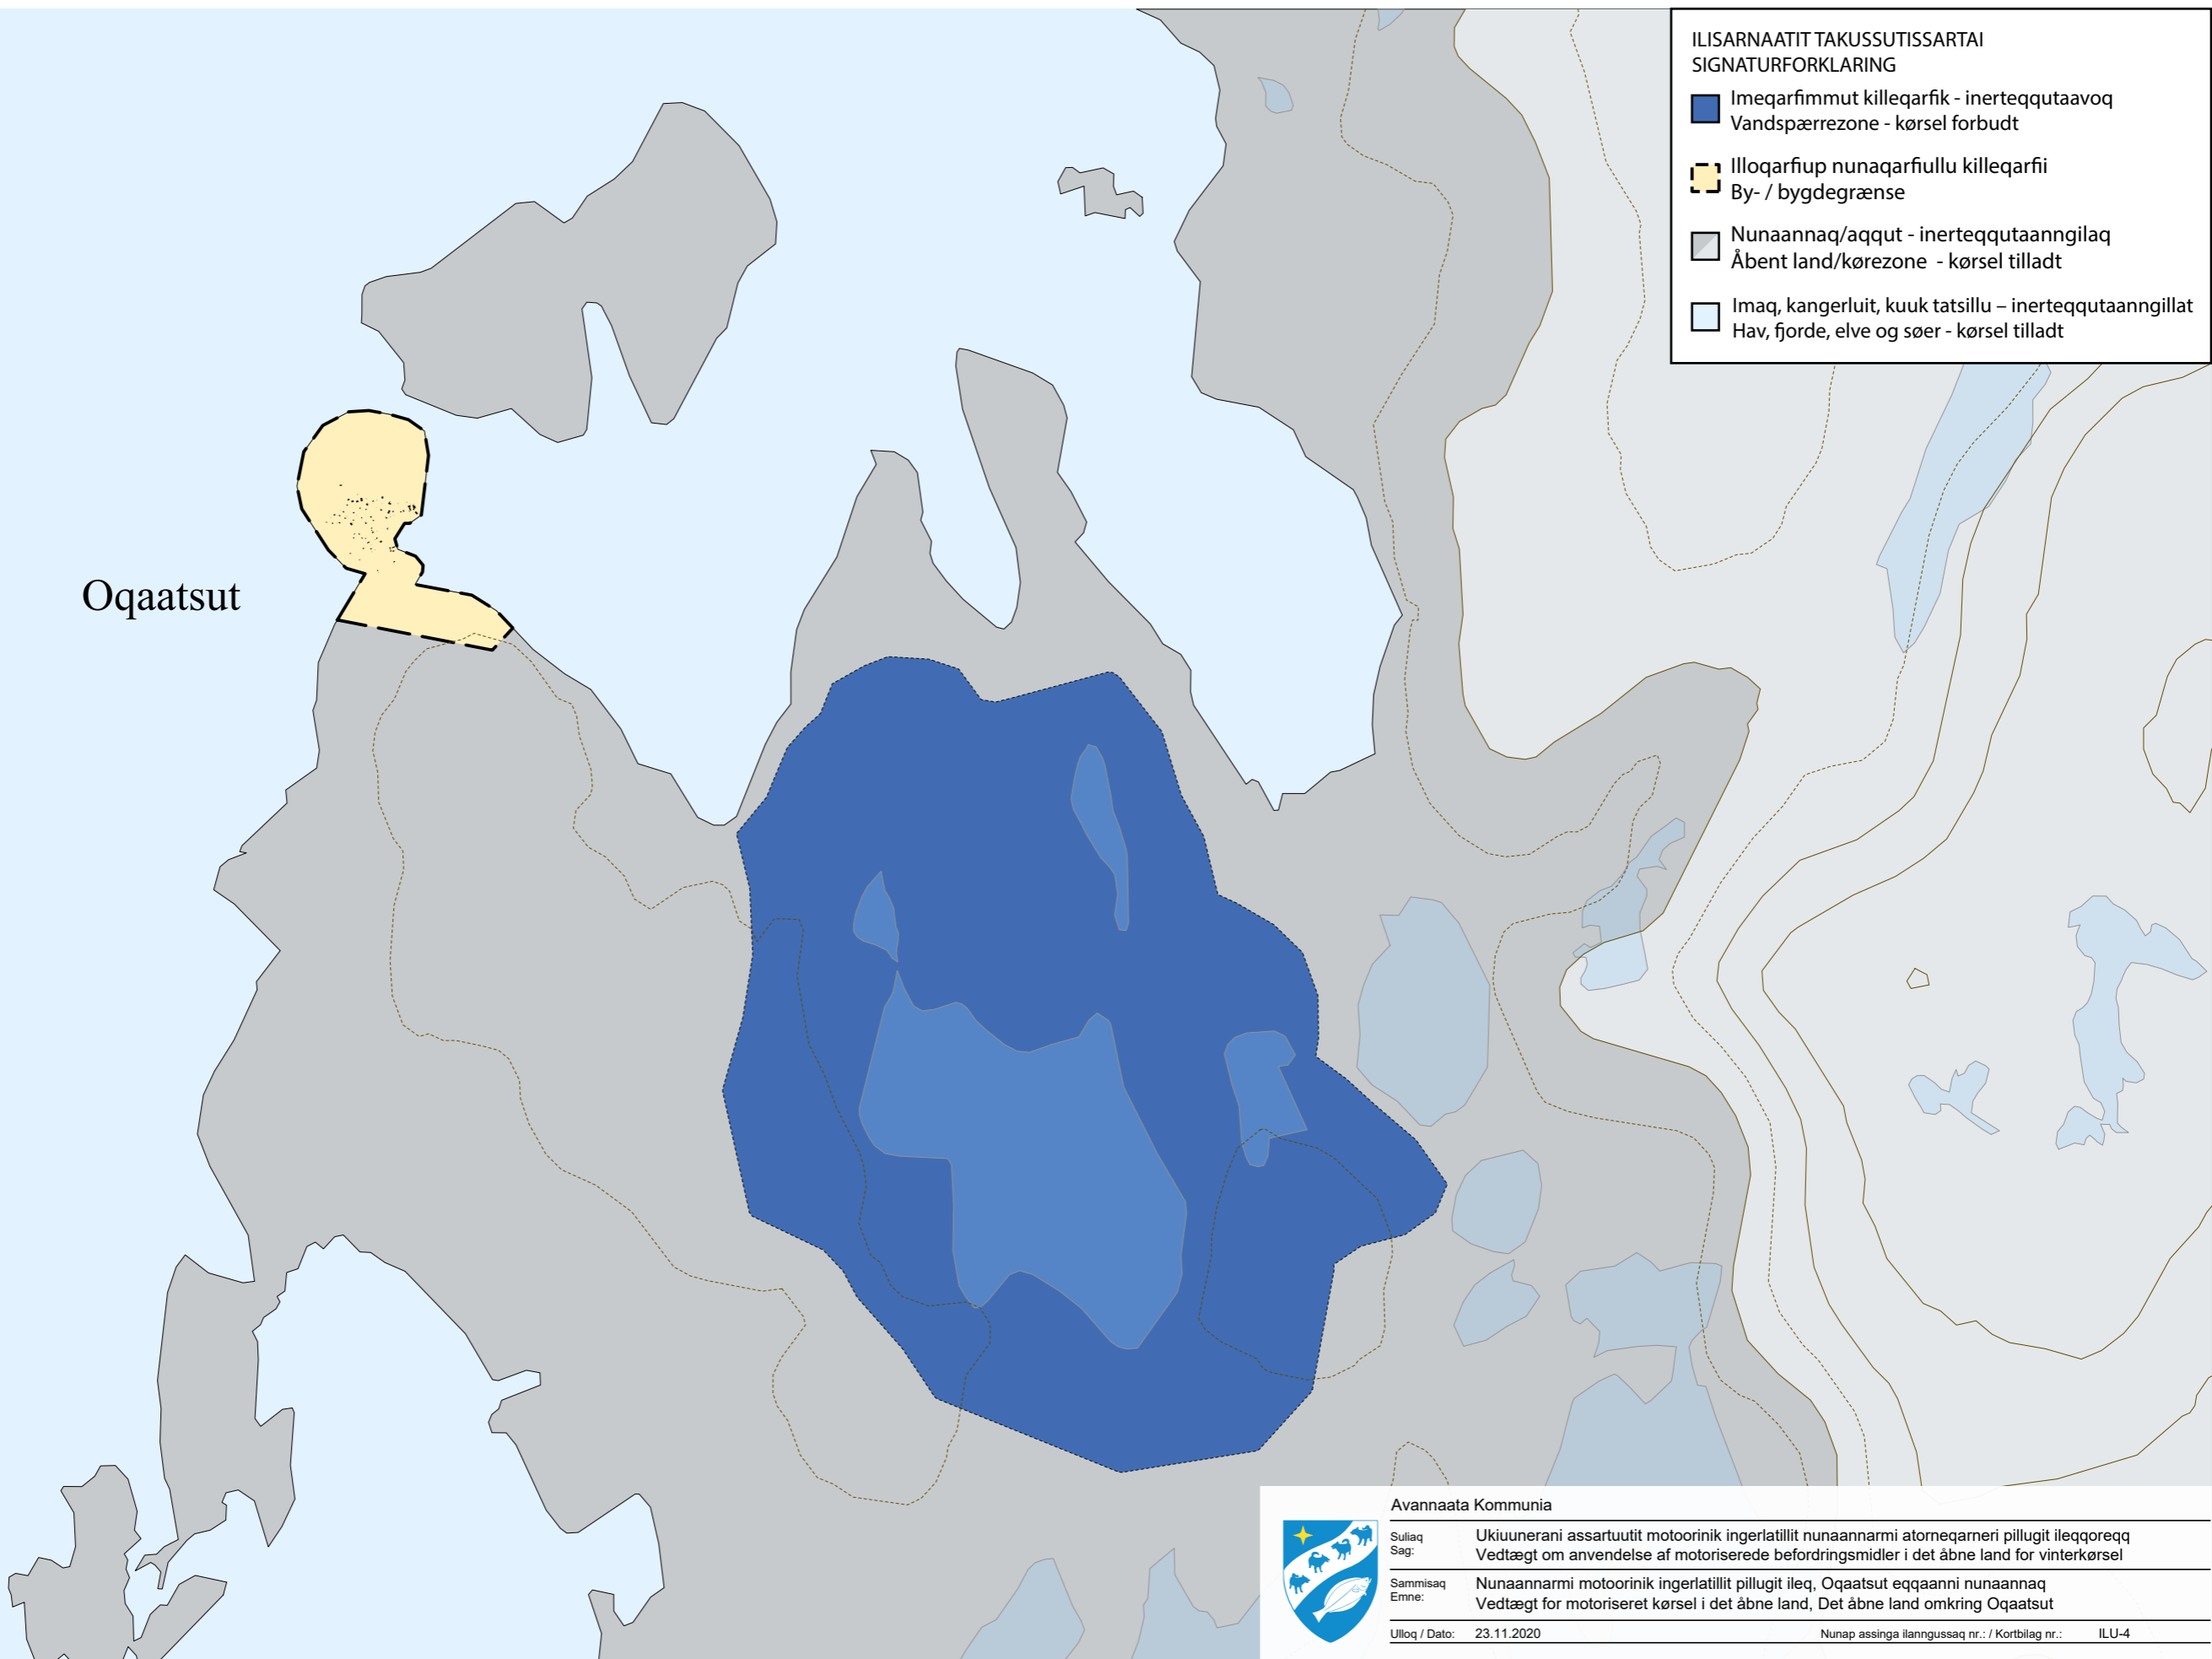 ILISARNAATIT TAKUSSUTISSARTAI
SIGNATURFORKLARING
Imeqarfimmut killeqarfik - inerteqqutaavoq
Vandspærrezone - kørsel forbudt
Illoqarfiup nunaqarfiullu killeqarfii
By- / bygdegrænse
Nunaannaq/aqqut - inerteqqutaanngilaq
Åbent land/kørezone - kørsel tilladt
Imaq, kangerluit, kuuk tatsillu – inerteqqutaanngillat
Hav, fjorde, elve og søer - kørsel tilladt
Oqaatsut
Avannaata Kommunia
Suliaq Ukiuunerani assartuutit motoorinik ingerlatillit nunaannarmi atorneqarneri pillugit ileqqoreqq
Sag: Vedtægt om anvendelse af motoriserede befordringsmidler i det åbne land for vinterkørsel
Sammisaq Nunaannarmi motoorinik ingerlatillit pillugit ileq, Oqaatsut eqqaanni nunaannaq
Emne: Vedtægt for motoriseret kørsel i det åbne land, Det åbne land omkring Oqaatsut
Ulloq / Dato: 23.11.2020 Nunap assinga ilanngussaq nr.: / Kortbilag nr.: ILU-4